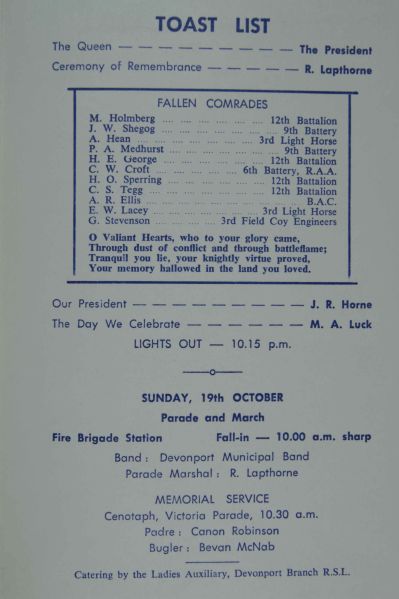 TOAST LIST
The Queen — — — — — — — — — — The President
Ceremony of Remembrance — — — — — R. Lapthorne
FALLEN COMRADES
M. Holmberg .... .... .... .... .... .... 12th Battalion
J. W. Shegog .... .... .... .... .... .... 9th Battery
A. Hean .... .... .... .... .... .... 3rd Light Horse
P. A. Medhurst .... .... .... .... .... 9th Battery
H. E. George .... .... .... .... .... 12th Battalion
C. W. Croft .... .... .... .... 6th Battery, R.A.A.
H. O. Sperring .... .... .... .... 12th Battalion
C. S. Tegg .... .... .... .... .... 12th Battalion
A. R. Ellis .... .... .... .... .... .... B.A.C.
E. W. Lacey .... .... .... .... .... 3rd Light Horse
G. Stevenson .... .... .... 3rd Field Coy Engineers
O Valiant Hearts, who to your glory came,
Through dust of conflict and through battleflame;
Tranquil you lie, your knightly virtue proved,
Your memory hallowed in the land you loved.
Our President — — — — — — — — — J. R. Horne
The Day We Celebrate — — — — — — — M. A. Luck
LIGHTS OUT — 10.15 p.m.
SUNDAY, 19th OCTOBER
Parade and March
Fire Brigade Station Fall-in — 10.00 a.m. sharp
Band : Devonport Municipal Band
Parade Marshal : R. Lapthorne
MEMORIAL SERVICE
Cenotaph, Victoria Parade, 10.30 a.m.
Padre : Canon Robinson
Bugler : Bevan McNab
Catering by the Ladies Auxiliary, Devonport Branch R.S.L.